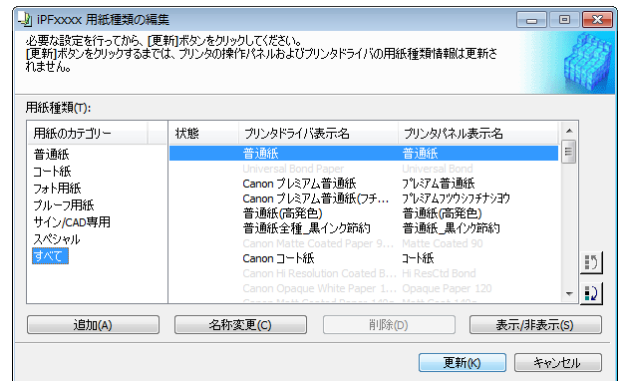 iPFxxxx 用紙種類の編集
必要な設定を行ってから、[更新]ボタンをクリックしてください。
[更新]ボタンをクリックするまでは、プリンタの操作パネルおよびプリンタドライバの用紙種類情報は更新さ
れません。
用紙種類(T):
用紙のカテゴリー 状態 プリンタドライバ表示名 プリンタパネル表示名
普通紙
コート紙
フォト用紙
プルーフ用紙
サイン/CAD専用
スペシャル
すべて
普通紙 普通紙
Universal Bond Paper Universal Bond
Canon プレミアム普通紙 プレミアム普通紙
Canon プレミアム普通紙(フチ... プレミアムフツウシフチナシヨウ
普通紙(高発色) 普通紙(高発色)
普通紙全種_黒インク節約 普通紙_黒インク節約
Canon Matte Coated Paper 9... Matte Coated 90
Canon コート紙 コート紙
Canon Hi Resolution Coated B... Hi ResCtd Bond
Canon Opaque White Paper 1... Opaque Paper 120
追加(A) 名称変更(C) 削除(D) 表示/非表示(S)
更新(K) キャンセル